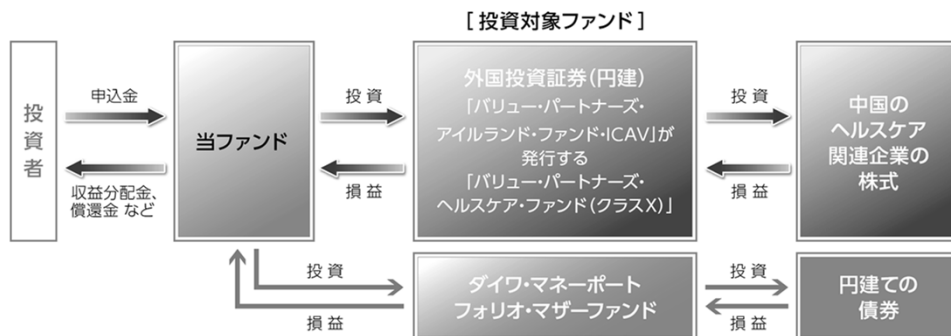 [ 投資対象ファンド ]
投資者
申込金
収益分配金、
償還金 など
当ファンド
投 資
損 益
外国投資証券(円建)
「バリュー・パートナーズ・
アイルランド・ファンド・ICAV」が
発行する
「バリュー・パートナーズ・
ヘルスケア・ファンド(クラスX)」
投 資
損 益
中国の
ヘルスケア
関連企業の
株式
投 資
損 益
ダイワ・マネーポート
フォリオ・マザーファンド
投 資
損 益
円建ての
債券